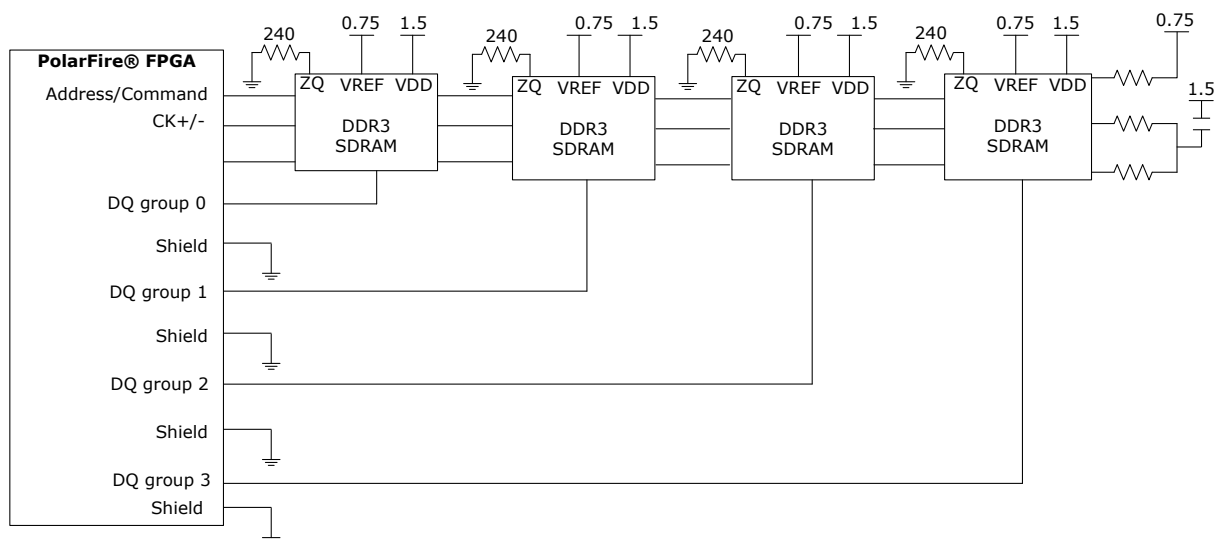 240
0.75 1.5
240
0.75 1.5
240
0.75 1.5
240
0.75 1.5
0.75
1.5
PolarFire® FPGA
Address/Command
CK+/-
DQ group 0
Shield
DQ group 1
Shield
DQ group 2
Shield
DQ group 3
Shield
ZQ VREF VDD
DDR3
SDRAM
ZQ VREF VDD
DDR3
SDRAM
ZQ VREF VDD
DDR3
SDRAM
ZQ VREF VDD
DDR3
SDRAM